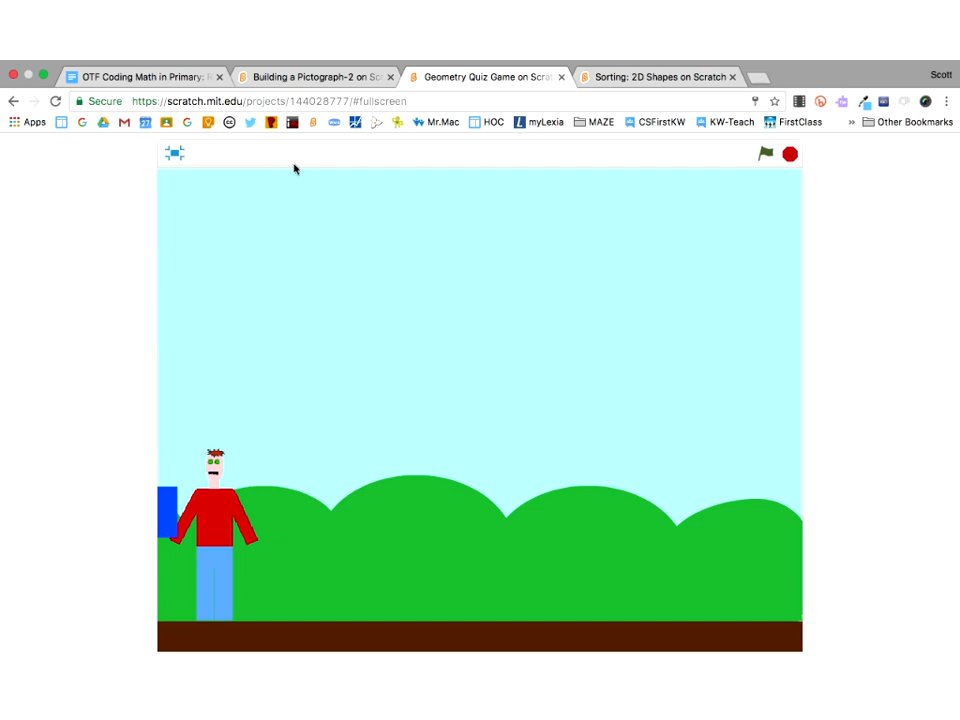 OTF Coding Math in Primary: R
Building a Pictograph-2 on Sc
Geometry Quiz Game on Scra
Sorting: 2D Shapes on Scratch
Scott
Secure https://scratch.mit.edu/projects/144028777/#fullscreen
Apps Mr.Mac HOC myLexia MAZE CSFirstKW KW-Teach FirstClass » Other Bookmarks